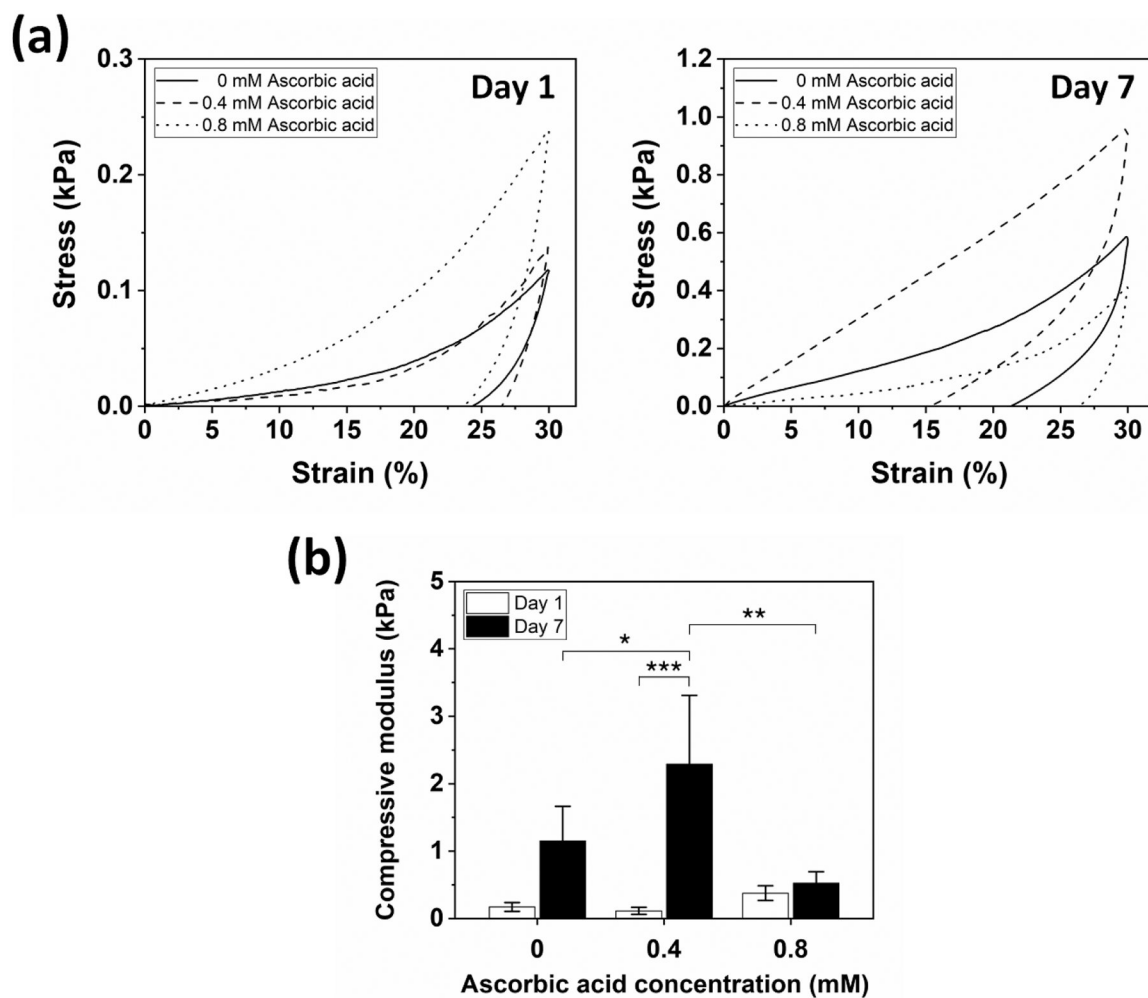 (a)
0 mM Ascorbic acid
0.4 mM Ascorbic acid
0.8 mM Ascorbic acid
Day 1
Stress (kPa)
0.3
0.2
0.1
0.0
0 5 10 15 20 25 30
Strain (%)
0 mM Ascorbic acid
0.4 mM Ascorbic acid
0.8 mM Ascorbic acid
Day 7
Stress (kPa)
1.2
1.0
0.8
0.6
0.4
0.2
0.0
0 5 10 15 20 25 30
Strain (%)
(b)
Day 1
Day 7
Compressive modulus (kPa)
5
4
3
2
1
0
*
**
***
0 0.4 0.8
Ascorbic acid concentration (mM)